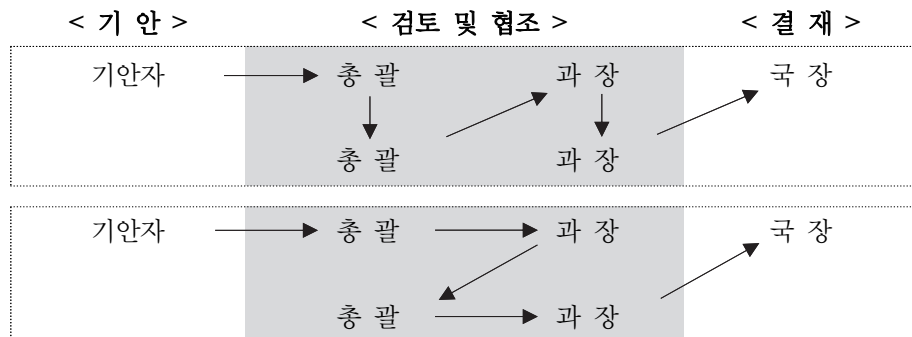 < 기 안 > < 검토 및 협조 > < 결 재 >
기안자 총 괄 과 장 국 장
총 괄 과 장
기안자 총 괄 과 장 국 장
총 괄 과 장